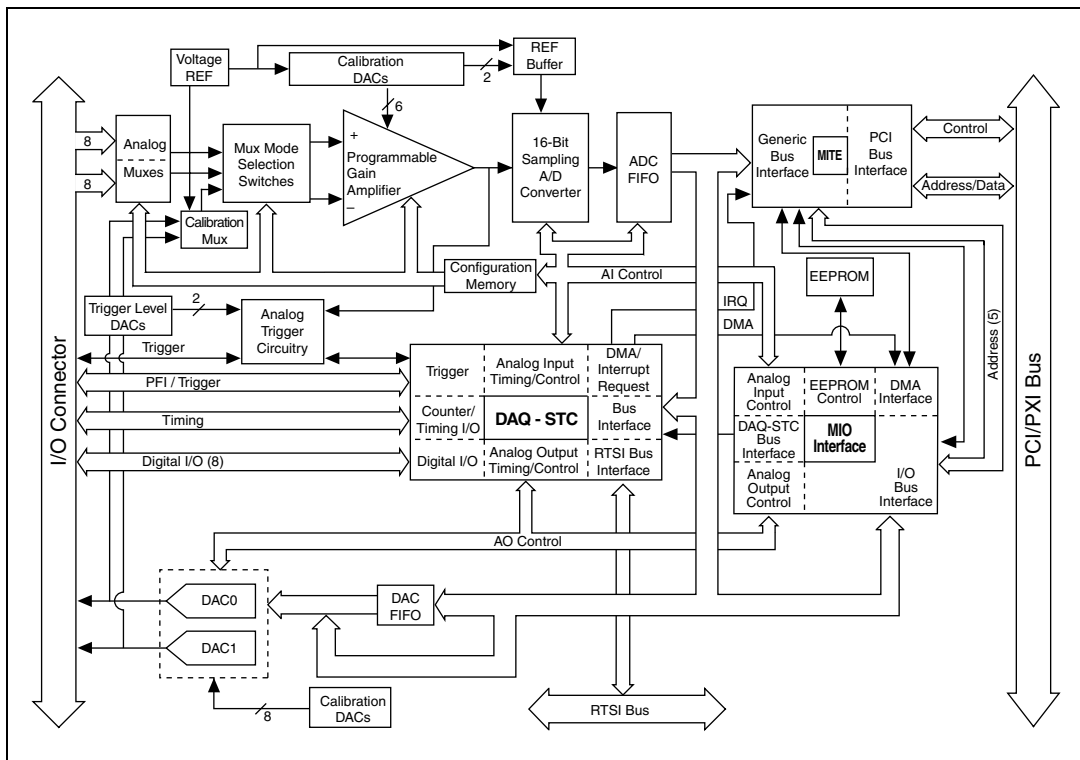 Voltage
REF
Calibration
DACs
2
REF
Buffer
6
8
8
Analog
Muxes
Mux Mode
Selection
Switches
+
Programmable
Gain
Amplifier
–
16-Bit
Sampling
A/D
Converter
ADC
FIFO
Generic
Bus
Interface
MITE
PCI
Bus
Interface
Control
Address/Data
Calibration
Mux
Configuration
Memory
AI Control
EEPROM
IRQ
DMA
Address (5)
Trigger Level
DACs
2
Analog
Trigger
Circuitry
Trigger
PFI / Trigger
Timing
Digital I/O (8)
I/O Connector
PCI/PXI Bus
Trigger
Analog Input
Timing/Control
DMA/
Interrupt
Request
Counter/
Timing I/O
DAQ - STC
Bus
Interface
Digital I/O
Analog Output
Timing/Control
RTSI Bus
Interface
Analog
Input
Control
EEPROM
Control
DMA
Interface
DAQ-STC
Bus
Interface
MIO
Interface
Analog
Output
Control
I/O
Bus
Interface
AO Control
DAC0
DAC1
DAC
FIFO
Calibration
DACs
8
RTSI Bus